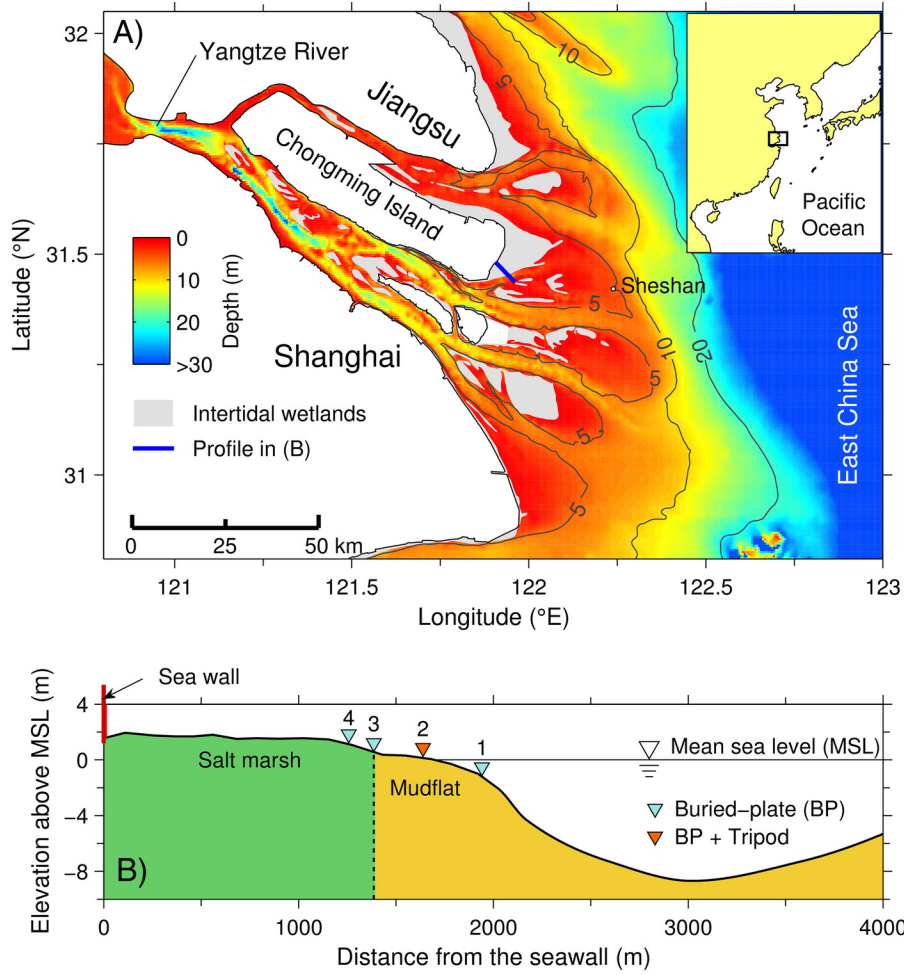 A)
Yangtze River
Jiangsu
Chongming Island
Shanghai
Sheshan
East China Sea
Pacific
Ocean
5
10
5
10
20
5
5
5
0
10
20
>30
Depth (m)
Intertidal wetlands
Profile in (B)
0
25
50 km
32
31.5
31
Latitude (°N)
121
121.5
122
122.5
123
Longitude (°E)
Sea wall
4
0
−4
−8
Elevation above MSL (m)
4
3
2
1
Salt marsh
Mudflat
Mean sea level (MSL)
Buried−plate (BP)
BP + Tripod
B)
0
1000
2000
3000
4000
Distance from the seawall (m)